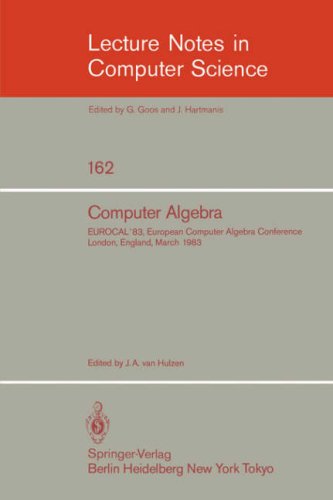 Lecture Notes in
Computer Science
Edited by G. Goos and J. Hartmanis
162
Computer Algebra
EUROCAL '83, European Computer Algebra Conference
London, England, March 1983
Edited by J. A. van Hulzen
Springer-Verlag
Berlin Heidelberg New York Tokyo